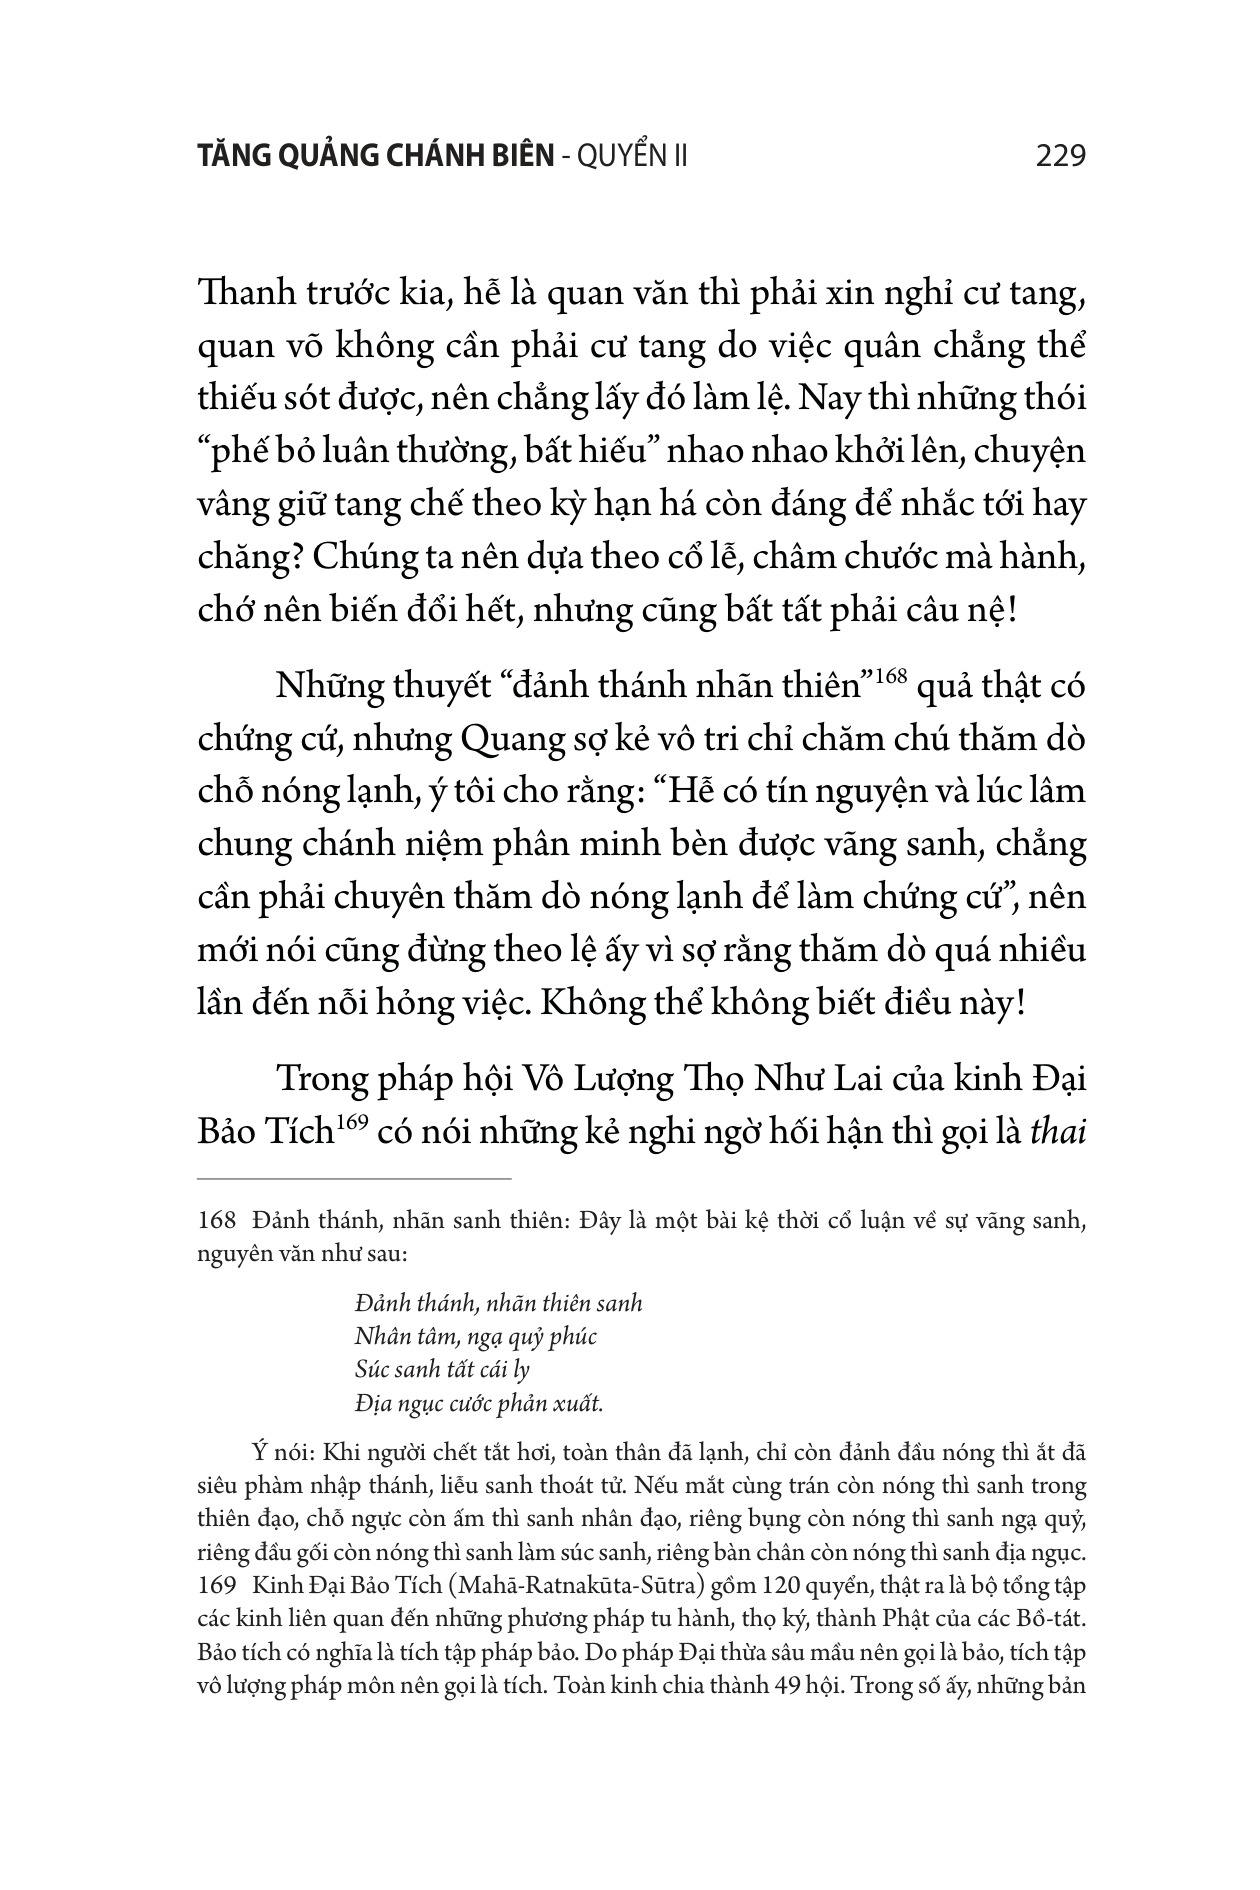 TĂNG QUẢNG CHÁNH BIÊN - QUYỂN II 229
Thanh trước kia, hễ là quan văn thì phải xin nghỉ cư tang,
quan võ không cần phải cư tang do việc quân chẳng thể
thiếu sót được, nên chẳng lấy đó làm lệ. Nay thì những thói
“phế bỏ luân thường, bất hiếu” nhao nhao khởi lên, chuyện
vâng giữ tang chế theo kỳ hạn há còn đáng để nhắc tới hay
chăng? Chúng ta nên dựa theo cổ lễ, châm chước mà hành,
chớ nên biến đổi hết, nhưng cũng bất tất phải câu nệ!
Những thuyết “đảnh thánh nhãn thiên”168 quả thật có
chứng cứ, nhưng Quang sợ kẻ vô tri chỉ chăm chú thăm dò
chỗ nóng lạnh, ý tôi cho rằng: “Hễ có tín nguyện và lúc lâm
chung chánh niệm phân minh bèn được vãng sanh, chẳng
cần phải chuyên thăm dò nóng lạnh để làm chứng cứ”, nên
mới nói cũng đừng theo lệ ấy vì sợ rằng thăm dò quá nhiều
lần đến nỗi hỏng việc. Không thể không biết điều này!
Trong pháp hội Vô Lượng Thọ Như Lai của kinh Đại
Bảo Tích169 có nói những kẻ nghi ngờ hối hận thì gọi là thai
168 Đảnh thánh, nhãn sanh thiên: Đây là một bài kệ thời cổ luận về sự vãng sanh,
nguyên văn như sau:
Đảnh thánh, nhãn thiên sanh
Nhân tâm, ngạ quỷ phúc
Súc sanh tất cái ly
Địa ngục cước phản xuất.
Ý nói: Khi người chết tắt hơi, toàn thân đã lạnh, chỉ còn đảnh đầu nóng thì ắt đã
siêu phàm nhập thánh, liễu sanh thoát tử. Nếu mắt cùng trán còn nóng thì sanh trong
thiên đạo, chỗ ngực còn ấm thì sanh nhân đạo, riêng bụng còn nóng thì sanh ngạ quỷ,
riêng đầu gối còn nóng thì sanh làm súc sanh, riêng bàn chân còn nóng thì sanh địa ngục.
169 Kinh Đại Bảo Tích (Mahā-Ratnakūta-Sūtra) gồm 120 quyển, thật ra là bộ tổng tập
các kinh liên quan đến những phương pháp tu hành, thọ ký, thành Phật của các Bồ-tát.
Bảo tích có nghĩa là tích tập pháp bảo. Do pháp Đại thừa sâu mầu nên gọi là bảo, tích tập
vô lượng pháp môn nên gọi là tích. Toàn kinh chia thành 49 hội. Trong số ấy, những bản